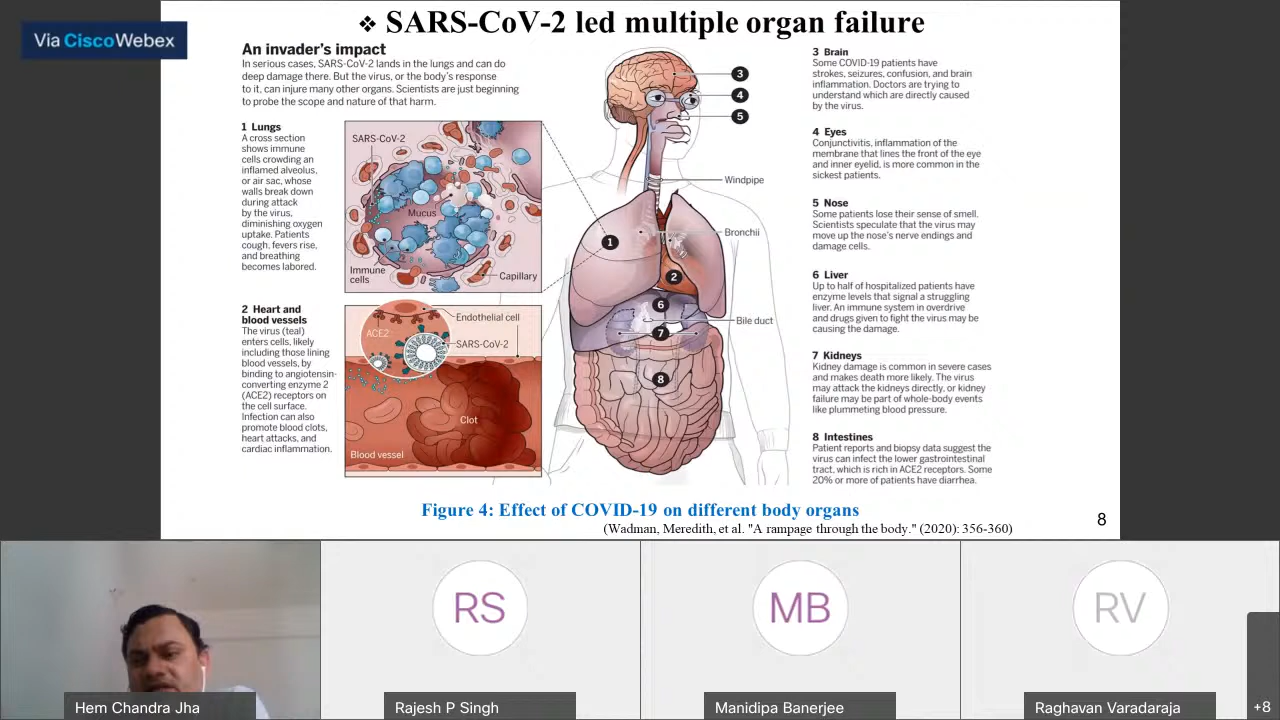 ❖ SARS-CoV-2 led multiple organ failure
Via CiscoWebex
An invader's impact
In serious cases, SARS-CoV-2 lands in the lungs and can do
deep damage there. But the virus, or the body's response
to it, can injure many other organs. Scientists are just beginning
to probe the scope and nature of that harm.
1 Lungs
A cross section
shows immune
cells crowding an
inflamed alveolus,
or air sac, whose
walls break down
during attack
by the virus,
diminishing oxygen
uptake. Patients
cough, fevers rise,
and breathing
becomes labored.
SARS-CoV-2
Mucus
Immune
cells
Capillary
2 Heart and
blood vessels
The virus (teal)
enters cells, likely
including those lining
blood vessels, by
binding to angiotensin-
converting enzyme 2
(ACE2) receptors on
the cell surface.
Infection can also
promote blood clots,
heart attacks, and
cardiac inflammation.
Endothelial cell
ACE2
SARS-CoV-2
Clot
Blood vessel
3
4
5
Windpipe
Bronchii
1
2
6
Bile duct
7
8
3 Brain
Some COVID-19 patients have
strokes, seizures, confusion, and brain
inflammation. Doctors are trying to
understand which are directly caused
by the virus.
4 Eyes
Conjunctivitis, inflammation of the
membrane that lines the front of the eye
and inner eyelid, is more common in the
sickest patients.
5 Nose
Some patients lose their sense of smell.
Scientists speculate that the virus may
move up the nose's nerve endings and
damage cells.
6 Liver
Up to half of hospitalized patients have
enzyme levels that signal a struggling
liver. An immune system in overdrive
and drugs given to fight the virus may be
causing the damage.
7 Kidneys
Kidney damage is common in severe cases
and makes death more likely. The virus
may attack the kidneys directly, or kidney
failure may be part of whole-body events
like plummeting blood pressure.
8 Intestines
Patient reports and biopsy data suggest the
virus can infect the lower gastrointestinal
tract, which is rich in ACE2 receptors. Some
20% or more of patients have diarrhea.
Figure 4: Effect of COVID-19 on different body organs
(Wadman, Meredith, et al. "A rampage through the body." (2020): 356-360)
8
RS
MB
RV
Hem Chandra Jha
Rajesh P Singh
Manidipa Banerjee
Raghavan Varadaraja
+8